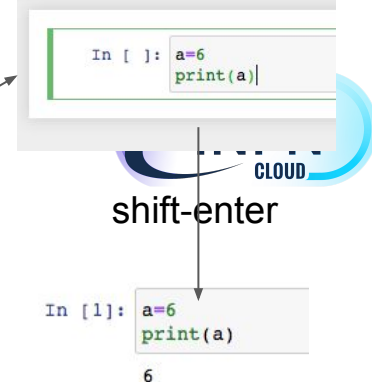 In [ ]: a=6
print(a)
CLOUD
shift-enter
In [1]: a=6
print(a)
6